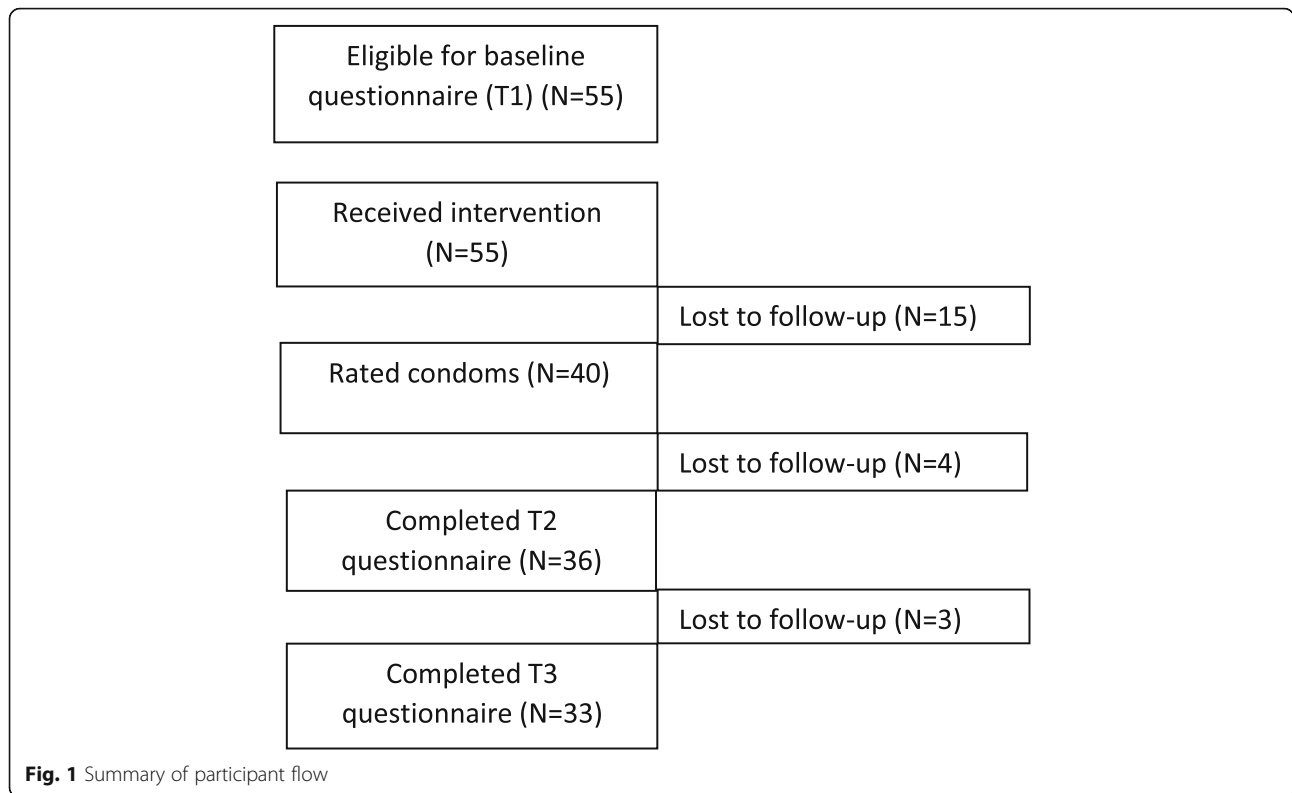 Eligible for baseline
questionnaire (T1) (N=55)
Received intervention
(N=55)
Lost to follow-up (N=15)
Rated condoms (N=40)
Lost to follow-up (N=4)
Completed T2
questionnaire (N=36)
Lost to follow-up (N=3)
Completed T3
questionnaire (N=33)
Fig. 1 Summary of participant flow